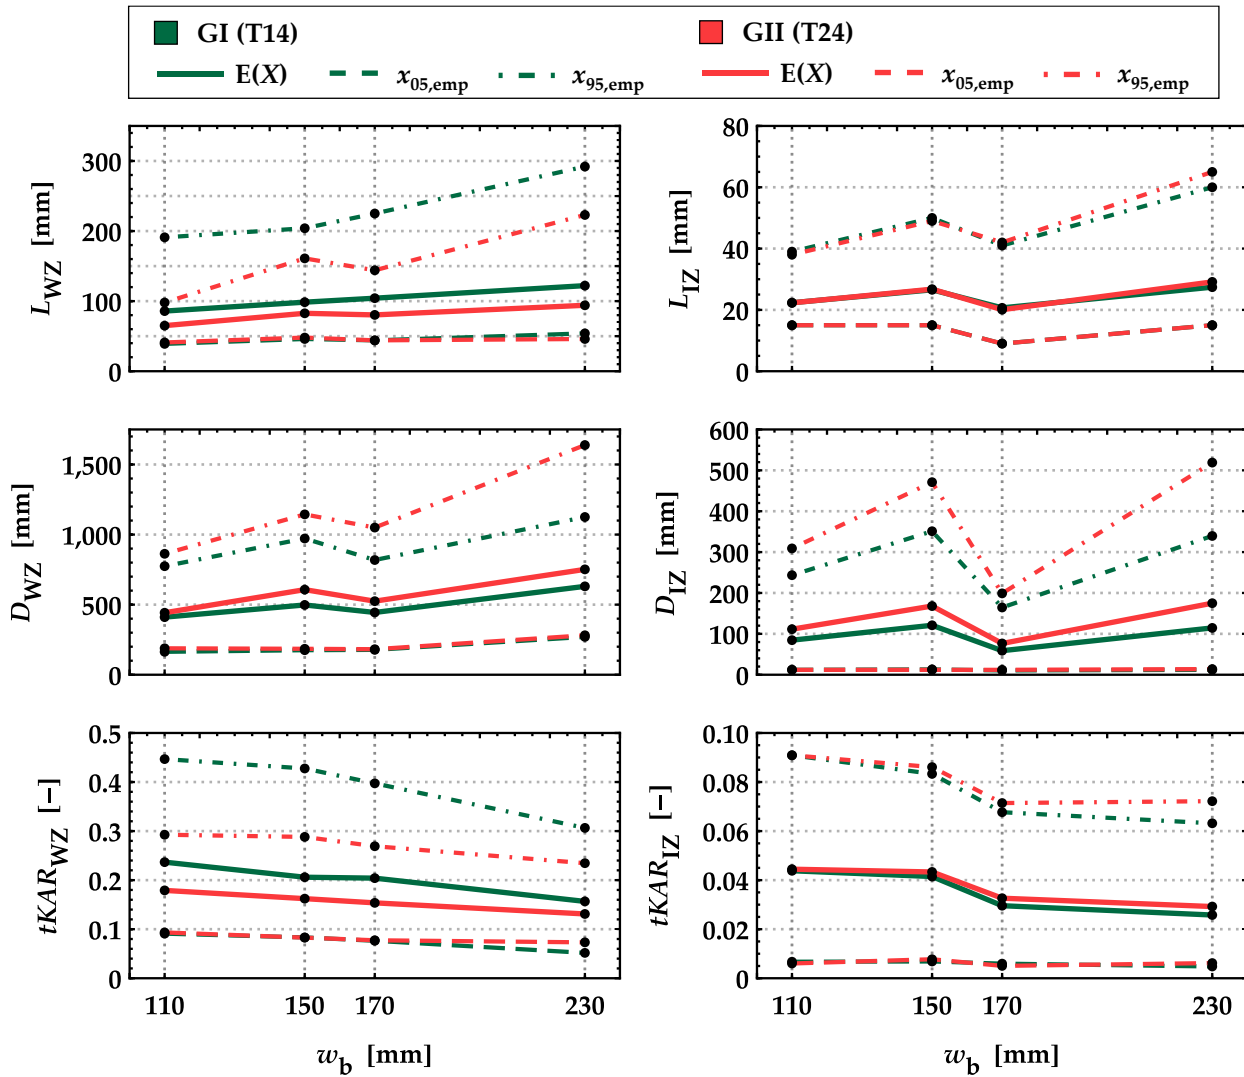 GI (T14) GII (T24)
E(X) x05,emp x95,emp E(X) x05,emp x95,emp
LWZ [mm]
300
200
100
0
LIZ [mm]
80
60
40
20
0
DWZ [mm]
1,500
1,000
500
0
DIZ [mm]
600
500
400
300
200
100
0
tKARWZ [–]
0.5
0.4
0.3
0.2
0.1
0
110 150 170 230
wb [mm]
tKARIZ [–]
0.10
0.08
0.06
0.04
0.02
0
110 150 170 230
wb [mm]